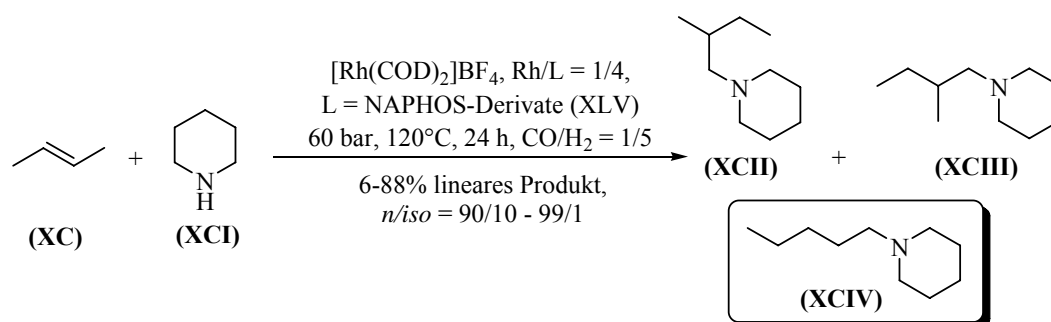 [Rh(COD)2]BF4, Rh/L = 1/4,
L = NAPHOS-Derivate (XLV)
60 bar, 120°C, 24 h, CO/H2 = 1/5
6-88% lineares Produkt,
n/iso = 90/10 - 99/1
+
N
H
(XC)
(XCI)
N
(XCII)
+
N
(XCIII)
N
(XCIV)